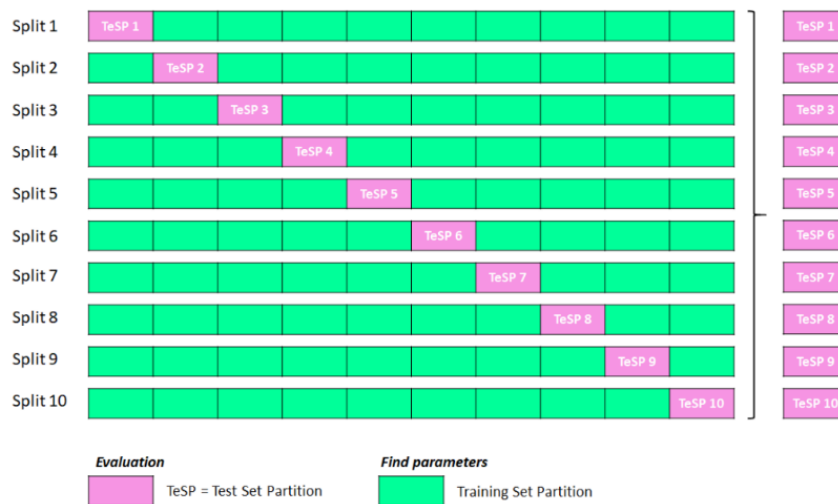 Split 1 TeSP 1 TeSP 1
Split 2 TeSP 2 TeSP 2
Split 3 TeSP 3 TeSP 3
Split 4 TeSP 4 TeSP 4
Split 5 TeSP 5 TeSP 5
Split 6 TeSP 6 TeSP 6
Split 7 TeSP 7 TeSP 7
Split 8 TeSP 8 TeSP 8
Split 9 TeSP 9 TeSP 9
Split 10 TeSP 10 TeSP 10
Evaluation Find parameters
TeSP = Test Set Partition Training Set Partition